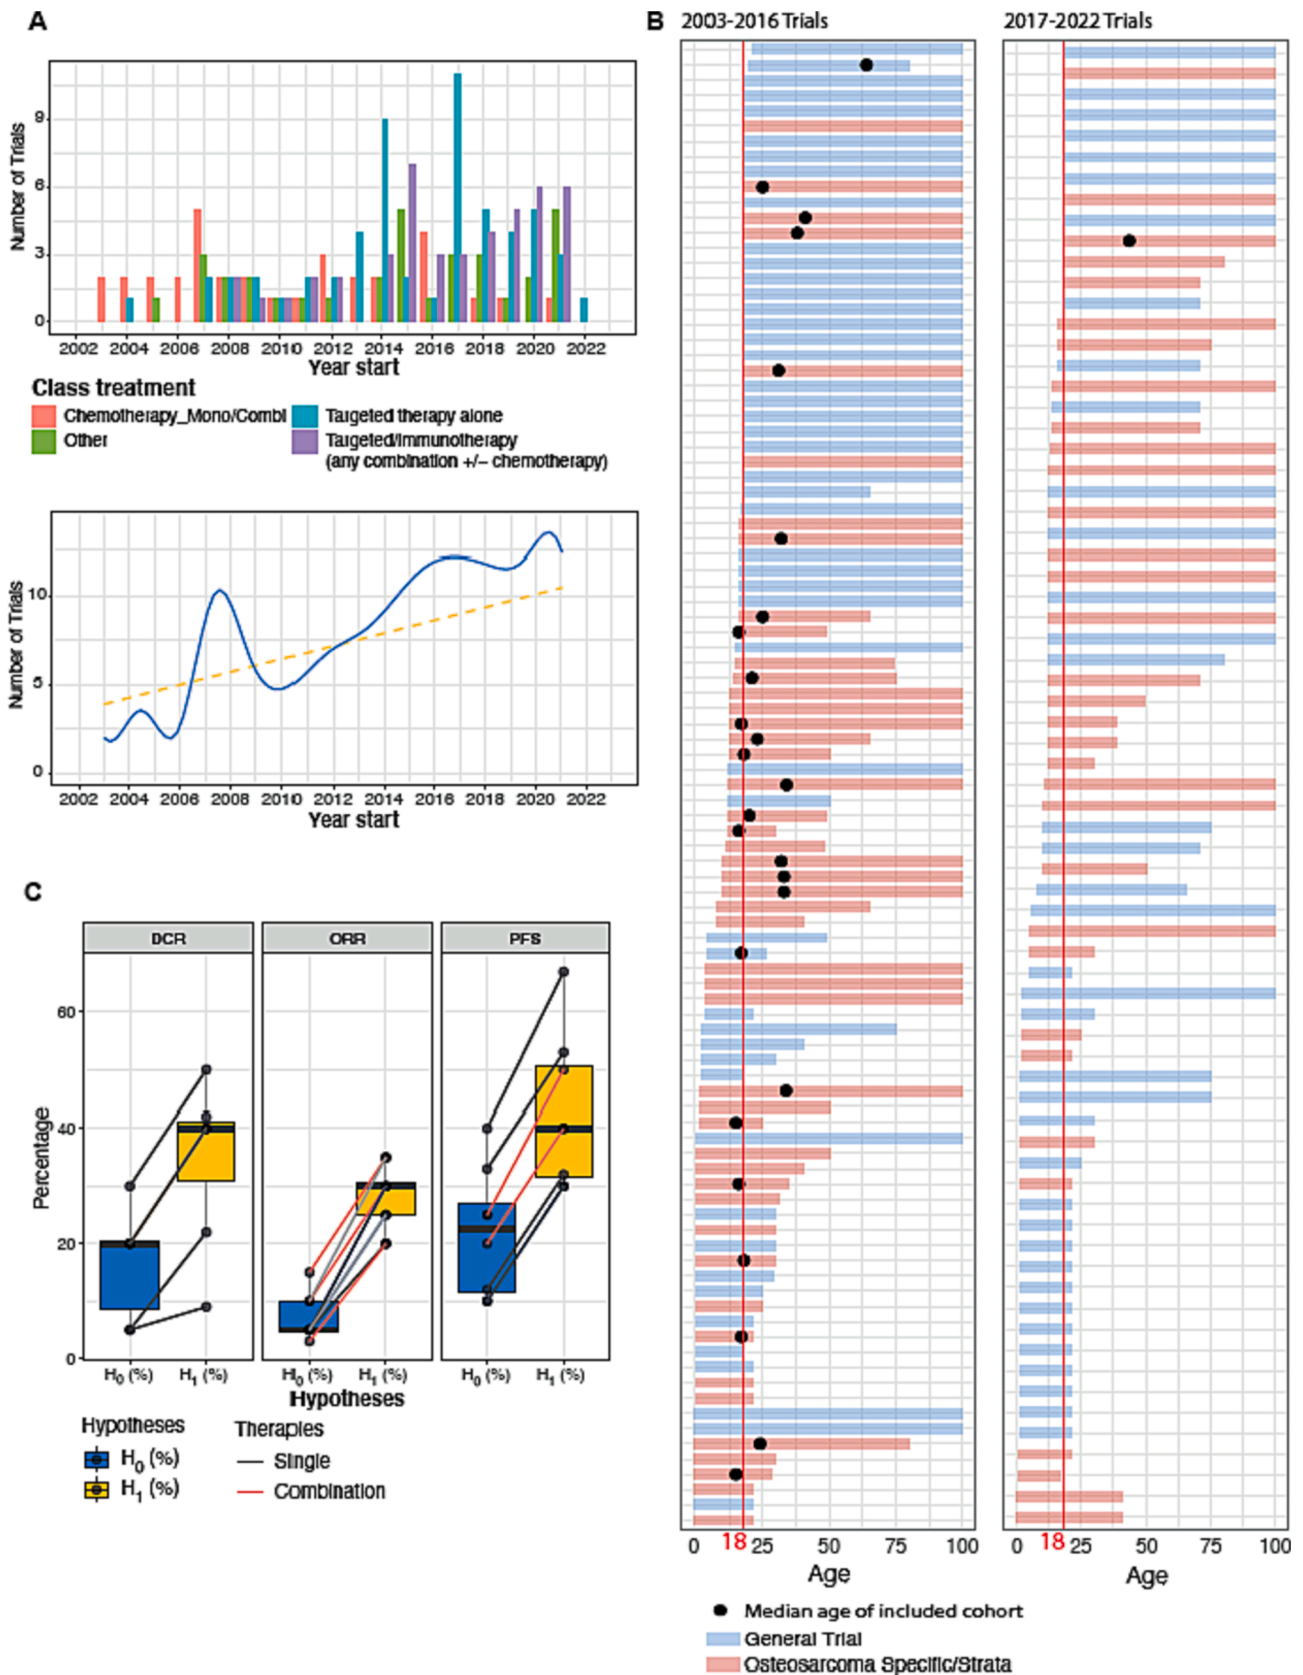 A
Number of Trials
9
6
3
0
2002 2004 2006 2008 2010 2012 2014 2016 2018 2020 2022
Year start
Class treatment
Chemotherapy_Mono/Combi
Targeted therapy alone
Other
Targeted/Immunotherapy
(any combination +/− chemotherapy)
Number of Trials
10
5
0
2002 2004 2006 2008 2010 2012 2014 2016 2018 2020 2022
Year start
B
2003-2016 Trials
2017-2022 Trials
0 18 25 50 75 100
Age
0 18 25 50 75 100
Age
Median age of included cohort
General Trial
Osteosarcoma Specific/Strata
C
DCR ORR PFS
Percentage
60
40
20
0
H0 (%) H1 (%) H0 (%) H1 (%) H0 (%) H1 (%)
Hypotheses
Hypotheses
H0 (%)
H1 (%)
Therapies
Single
Combination